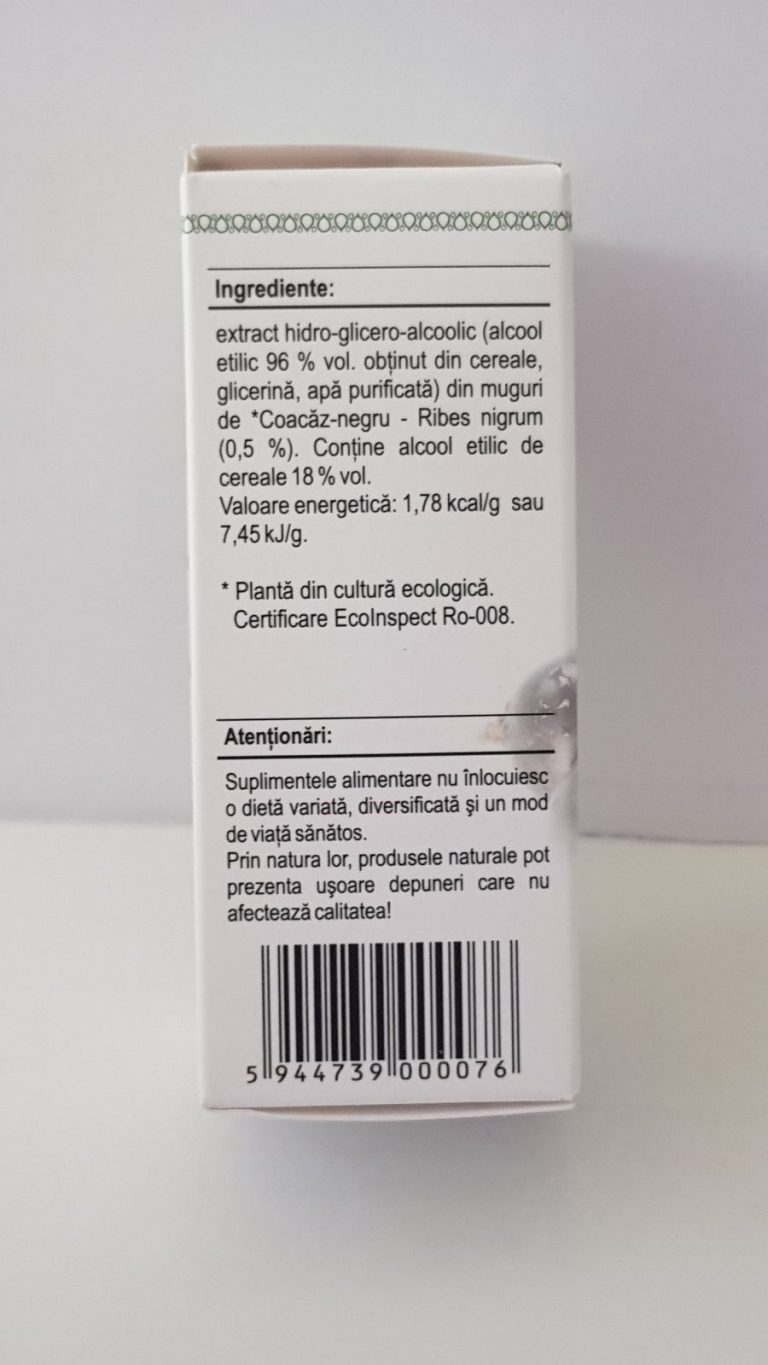 Ingrediente:
extract hidro-glicero-alcoolic (alcool
etilic 96 % vol. obținut din cereale,
glicerină, apă purificată) din muguri
de *Coacăz-negru - Ribes nigrum
(0,5 %). Conține alcool etilic de
cereale 18 % vol.
Valoare energetică: 1,78 kcal/g sau
7,45 kJ/g.
* Plantă din cultură ecologică.
Certificare EcoInspect Ro-008.
Atenționări:
Suplimentele alimentare nu înlocuiesc
o dietă variată, diversificată şi un mod
de viață sănătos.
Prin natura lor, produsele naturale pot
prezenta uşoare depuneri care nu
afectează calitatea!
5 944739 000076